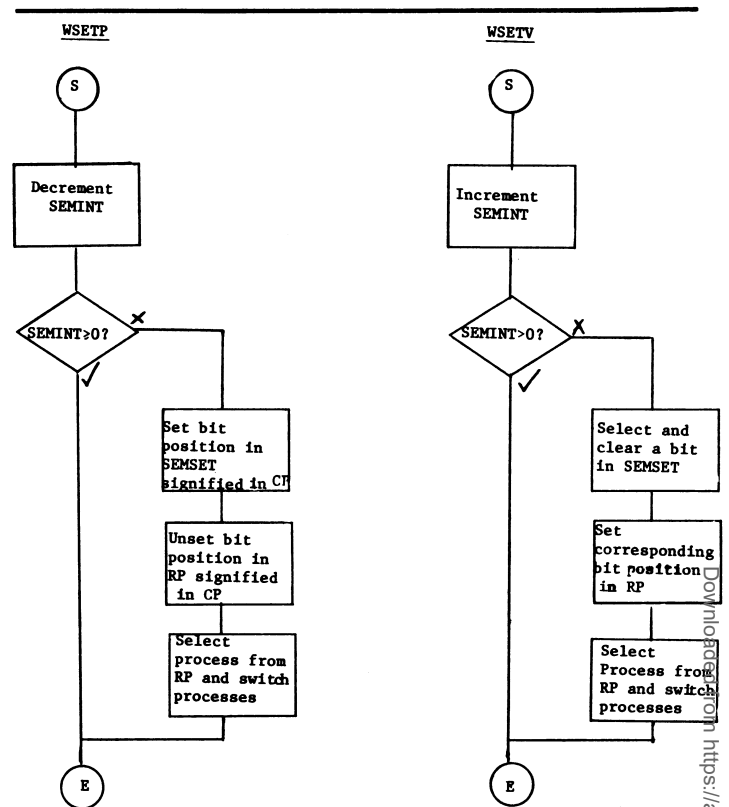 WSETP
S
Decrement
SEMINT
SEMINT≥0?
×
✓
Set bit
position in
SEMSET
signified in CP
Unset bit
position in
RP signified
in CP
Select
process from
RP and switch
processes
E
WSETV
S
Increment
SEMINT
SEMINT>0?
X
✓
Select and
clear a bit
in SEMSET
Set
corresponding
bit position
in RP
Select
Process from
RP and switch
processes
E
Downloaded from https://a